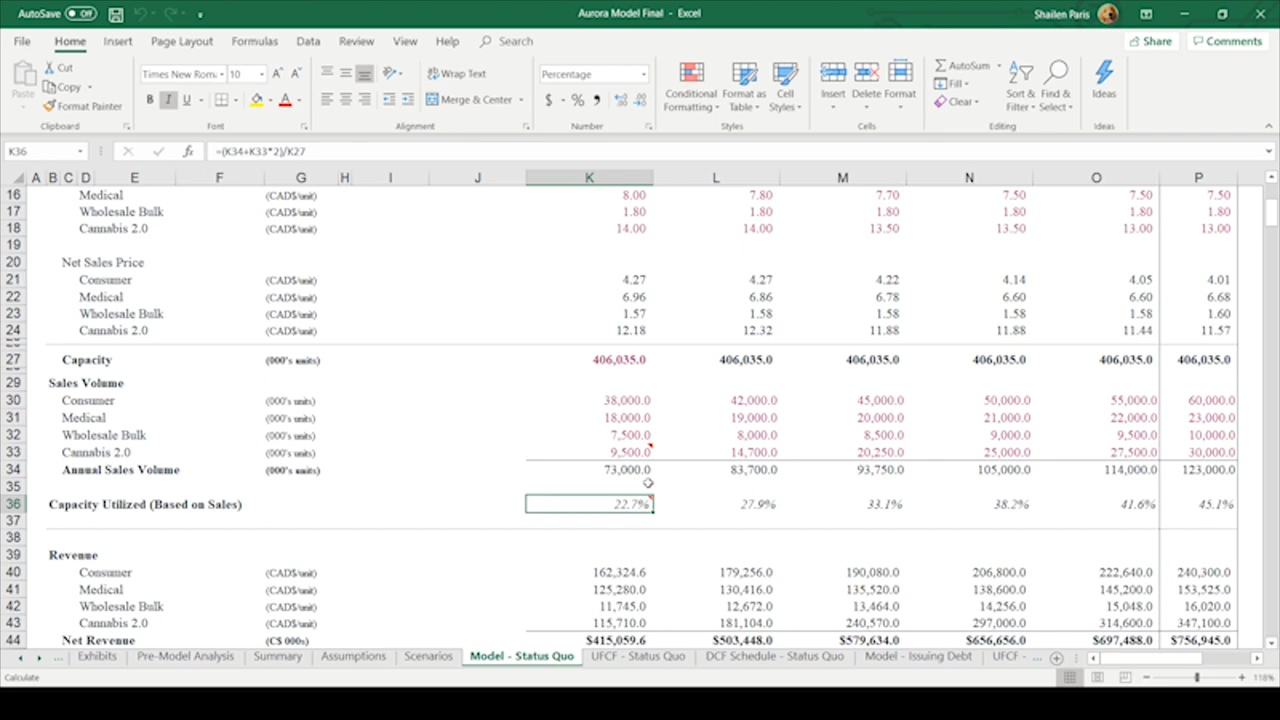 AutoSave Off Aurora Model Final - Excel Shailen Paris
File Home Insert Page Layout Formulas Data Review View Help Search Share Comments
Paste Cut Copy Format Painter Clipboard
Times New Rom 10 A A B I U A Font
Wrap Text Merge & Center Alignment
Percentage $ % Number
Conditional Formatting Format as Table Cell Styles Styles
Insert Delete Format Cells
AutoSum Fill Clear Sort & Filter Find & Select Editing
Ideas Ideas
K36 fx =(K34+K33*2)/K27
A B C D E F G H I J K L M N O P
16 Medical (CAD$/unit) 8.00 7.80 7.70 7.50 7.50 7.50
17 Wholesale Bulk (CAD$/unit) 1.80 1.80 1.80 1.80 1.80 1.80
18 Cannabis 2.0 (CAD$/unit) 14.00 14.00 13.50 13.50 13.00 13.00
19
20 Net Sales Price
21 Consumer (CAD$/unit) 4.27 4.27 4.22 4.14 4.05 4.01
22 Medical (CAD$/unit) 6.96 6.86 6.78 6.60 6.60 6.68
23 Wholesale Bulk (CAD$/unit) 1.57 1.58 1.58 1.58 1.58 1.60
24 Cannabis 2.0 (CAD$/unit) 12.18 12.32 11.88 11.88 11.44 11.57
27 Capacity (000's units) 406,035.0 406,035.0 406,035.0 406,035.0 406,035.0 406,035.0
29 Sales Volume
30 Consumer (000's units) 38,000.0 42,000.0 45,000.0 50,000.0 55,000.0 60,000.0
31 Medical (000's units) 18,000.0 19,000.0 20,000.0 21,000.0 22,000.0 23,000.0
32 Wholesale Bulk (000's units) 7,500.0 8,000.0 8,500.0 9,000.0 9,500.0 10,000.0
33 Cannabis 2.0 (000's units) 9,500.0 14,700.0 20,250.0 25,000.0 27,500.0 30,000.0
34 Annual Sales Volume (000's units) 73,000.0 83,700.0 93,750.0 105,000.0 114,000.0 123,000.0
35
36 Capacity Utilized (Based on Sales) 22.7% 27.9% 33.1% 38.2% 41.6% 45.1%
37
38
39 Revenue
40 Consumer (CAD$/unit) 162,324.6 179,256.0 190,080.0 206,800.0 222,640.0 240,300.0
41 Medical (CAD$/unit) 125,280.0 130,416.0 135,520.0 138,600.0 145,200.0 153,525.0
42 Wholesale Bulk (CAD$/unit) 11,745.0 12,672.0 13,464.0 14,256.0 15,048.0 16,020.0
43 Cannabis 2.0 (CAD$/unit) 115,710.0 181,104.0 240,570.0 297,000.0 314,600.0 347,100.0
44 Net Revenue (C$ 000s) $415,059.6 $503,448.0 $579,634.0 $656,656.0 $697,488.0 $756,945.0
... Exhibits Pre-Model Analysis Summary Assumptions Scenarios Model - Status Quo UFCF - Status Quo DCF Schedule - Status Quo Model - Issuing Debt UFCF - ...
Calculate 118%